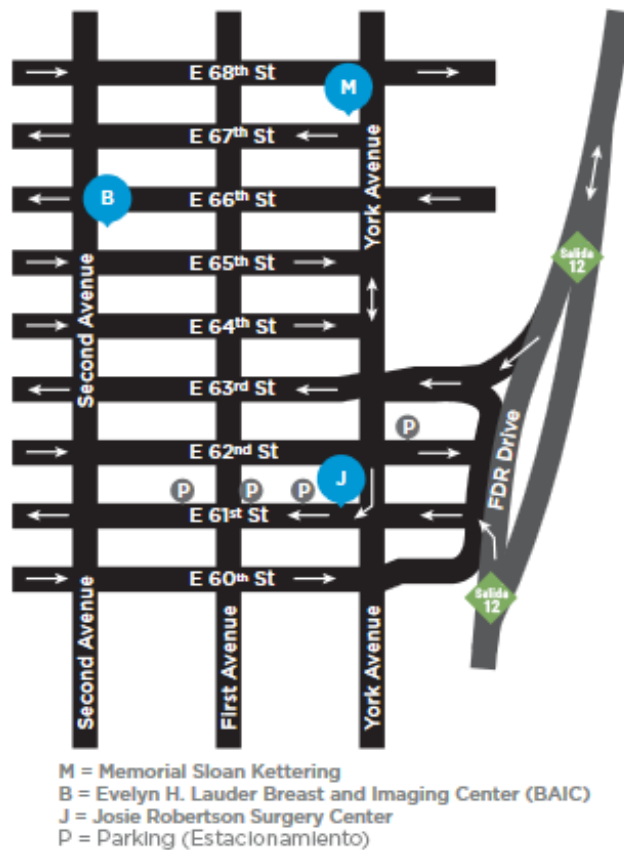 E 68th St
M
E 67th St
York Avenue
B
E 66th St
Second Avenue
E 65th St
Salida
12
E 64th St
E 63rd St
FDR Drive
P
E 62nd St
J
P
P
P
E 61st St
E 60th St
Salida
12
Second Avenue
First Avenue
York Avenue
M = Memorial Sloan Kettering
B = Evelyn H. Lauder Breast and Imaging Center (BAIC)
J = Josie Robertson Surgery Center
P = Parking (Estacionamiento)